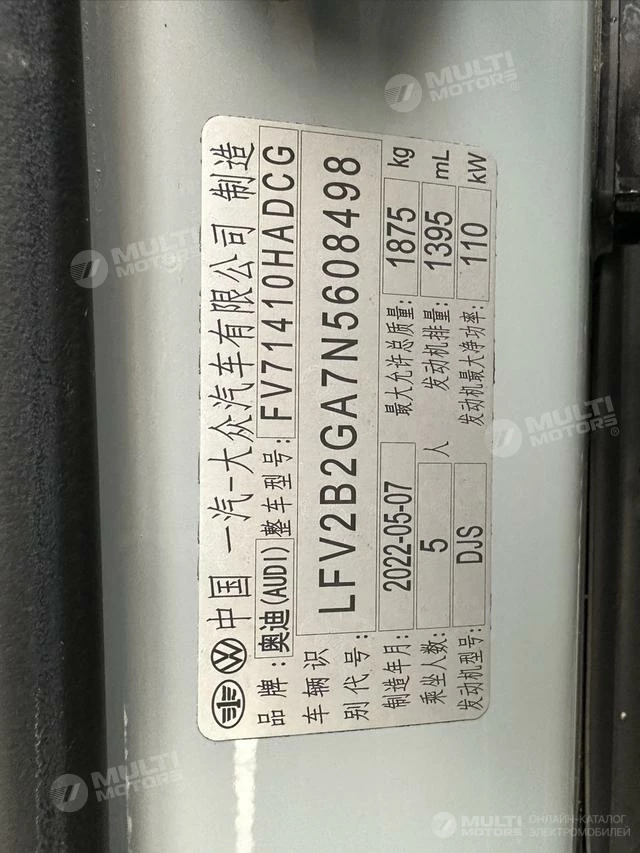 中国 一汽-大众汽车有限公司 制造
品牌: 奥迪(AUDI) 整车型号: FV71410HADCG
车辆识别代号: LFV2B2GA7N5608498
制造年月: 2022-05-07 最大允许总质量: 1875 kg
乘坐人数: 5 人 发动机排量: 1395 mL
发动机型号: DJS 发动机最大净功率: 110 kW
MULTI MOTORS®
MULTI MOTORS®
MULTI MOTORS®
MULTI MOTORS®
MULTI MOTORS® ОНЛАЙН-КАТАЛОГ ЭЛЕКТРОМОБИЛЕЙ